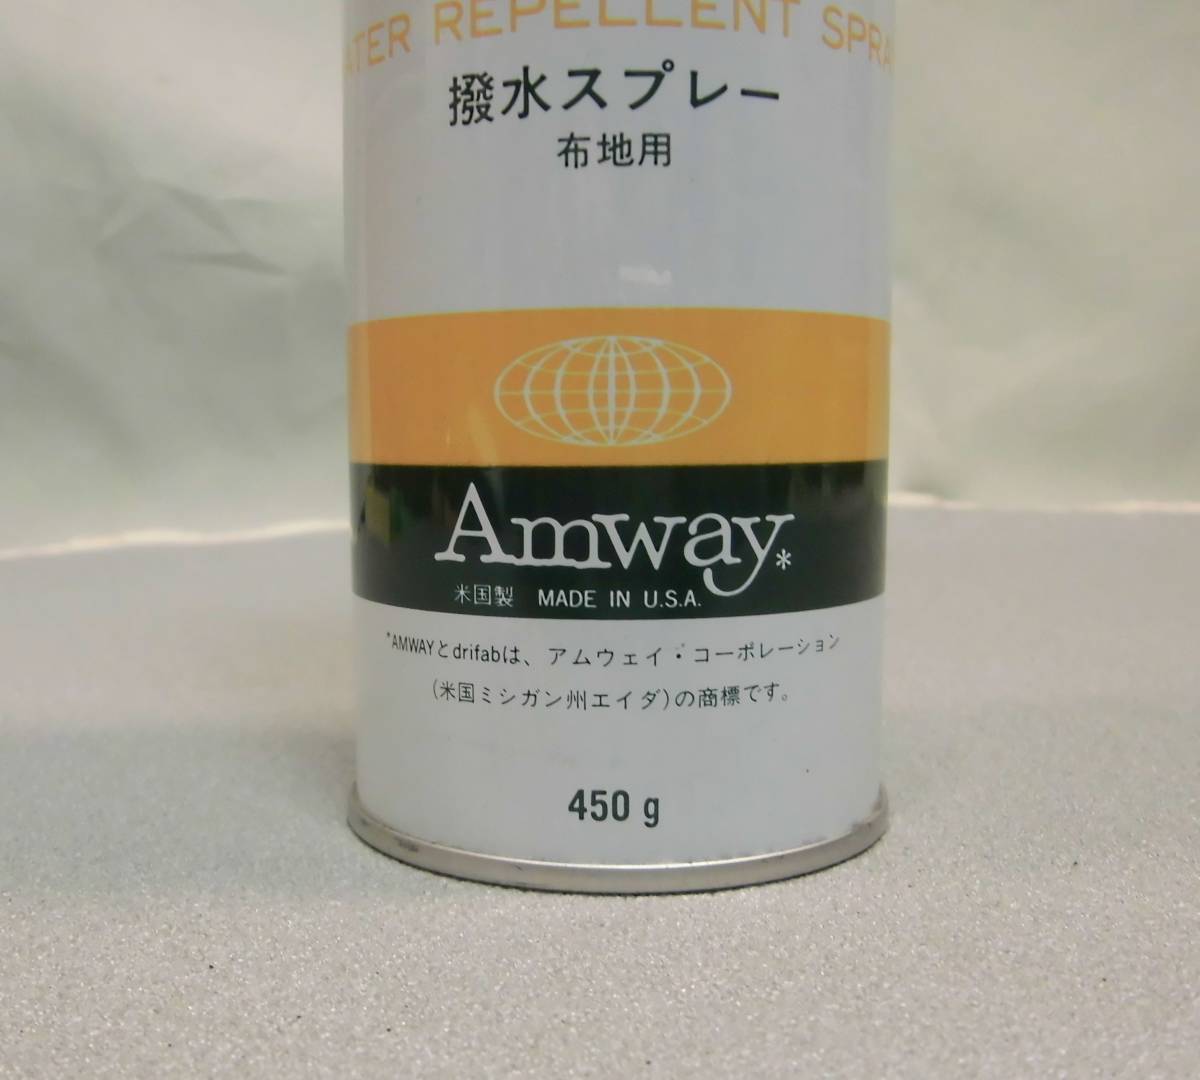 WATER REPELLENT SPRAY
撥水スプレー
布地用
Amway*
米国製 MADE IN U.S.A.
*AMWAYとdrifabは、アムウェイ・コーポレーション
(米国ミシガン州エイダ)の商標です。
450 g